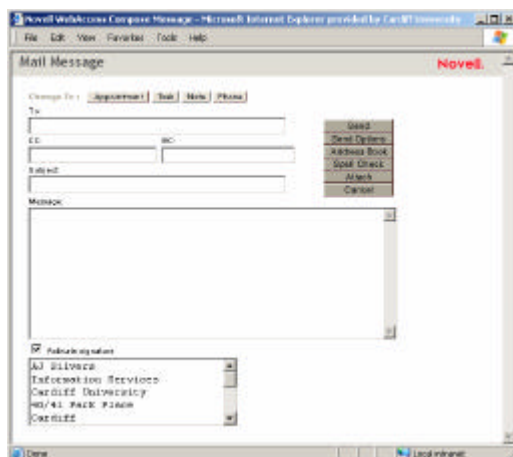 Novell WebAccess Compose Message - Microsoft Internet Explorer provided by Cardiff University
File Edit View Favorites Tools Help
Mail Message
Novell.
Change To: Appointment Task Note Phone
To:
Send
CC: BC:
Send Options
Address Book
Subject:
Spell Check
Attach
Cancel
Message:
signature
AJ Silvers
Information Services
Cardiff University
40/41 Park Place
Cardiff
Done Local intranet